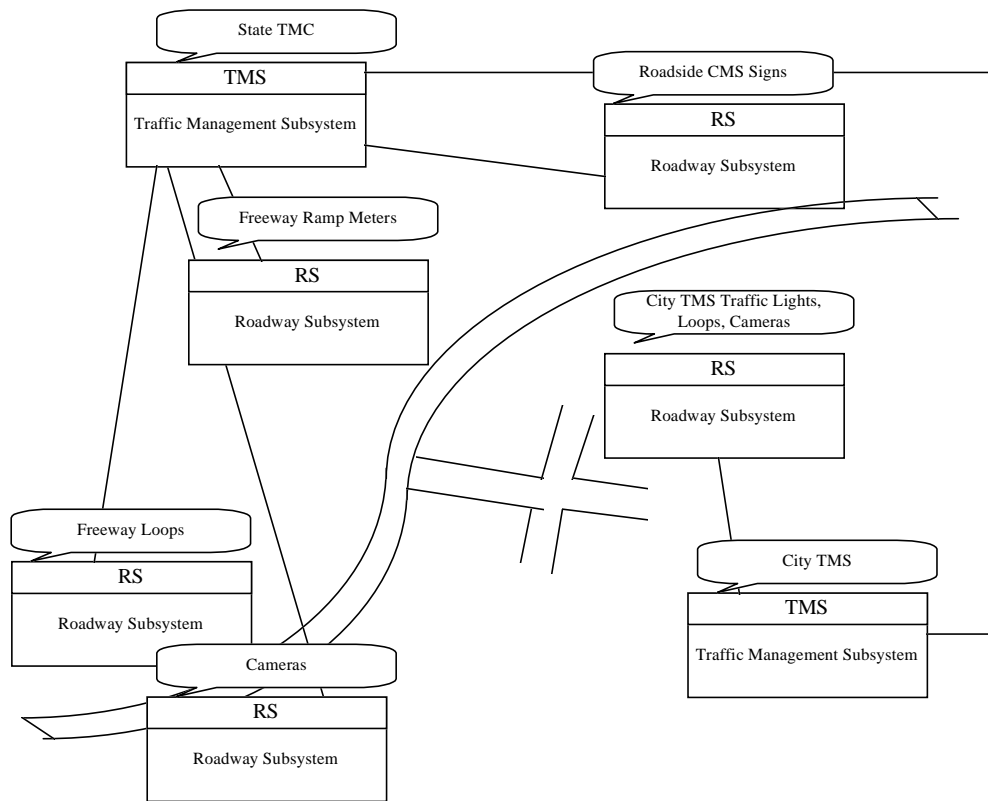 State TMC
TMS
Traffic Management Subsystem
Roadside CMS Signs
RS
Roadway Subsystem
Freeway Ramp Meters
RS
Roadway Subsystem
City TMS Traffic Lights,
Loops, Cameras
RS
Roadway Subsystem
Freeway Loops
RS
Roadway Subsystem
City TMS
TMS
Traffic Management Subsystem
Cameras
RS
Roadway Subsystem